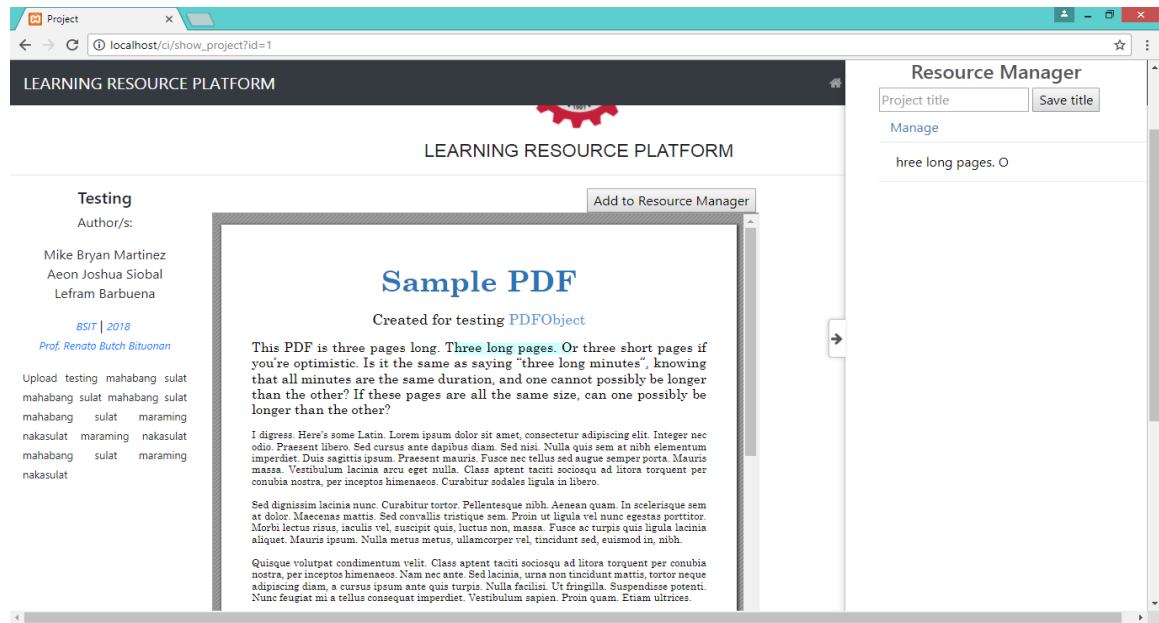 Project
localhost/ci/show_project?id=1
LEARNING RESOURCE PLATFORM
1901
LEARNING RESOURCE PLATFORM
Testing
Author/s:
Mike Bryan Martinez
Aeon Joshua Siobal
Lefram Barbuena
BSIT | 2018
Prof. Renato Butch Bituonan
Upload testing mahabang sulat
mahabang sulat mahabang sulat
mahabang sulat maraming
nakasulat maraming nakasulat
mahabang sulat maraming
nakasulat
Add to Resource Manager
Sample PDF
Created for testing PDFObject
This PDF is three pages long. Three long pages. Or three short pages if
you're optimistic. Is it the same as saying “three long minutes”, knowing
that all minutes are the same duration, and one cannot possibly be longer
than the other? If these pages are all the same size, can one possibly be
longer than the other?
I digress. Here's some Latin. Lorem ipsum dolor sit amet, consectetur adipiscing elit. Integer nec
odio. Praesent libero. Sed cursus ante dapibus diam. Sed nisi. Nulla quis sem at nibh elementum
imperdiet. Duis sagittis ipsum. Praesent mauris. Fusce nec tellus sed augue semper porta. Mauris
massa. Vestibulum lacinia arcu eget nulla. Class aptent taciti sociosqu ad litora torquent per
conubia nostra, per inceptos himenaeos. Curabitur sodales ligula in libero.
Sed dignissim lacinia nunc. Curabitur tortor. Pellentesque nibh. Aenean quam. In scelerisque sem
at dolor. Maecenas mattis. Sed convallis tristique sem. Proin ut ligula vel nunc egestas porttitor.
Morbi lectus risus, iaculis vel, suscipit quis, luctus non, massa. Fusce ac turpis quis ligula lacinia
aliquet. Mauris ipsum. Nulla metus metus, ullamcorper vel, tincidunt sed, euismod in, nibh.
Quisque volutpat condimentum velit. Class aptent taciti sociosqu ad litora torquent per conubia
nostra, per inceptos himenaeos. Nam nec ante. Sed lacinia, urna non tincidunt mattis, tortor neque
adipiscing diam, a cursus ipsum ante quis turpis. Nulla facilisi. Ut fringilla. Suspendisse potenti.
Nunc feugiat mi a tellus consequat imperdiet. Vestibulum sapien. Proin quam. Etiam ultrices.
Resource Manager
Project title
Save title
Manage
hree long pages. O